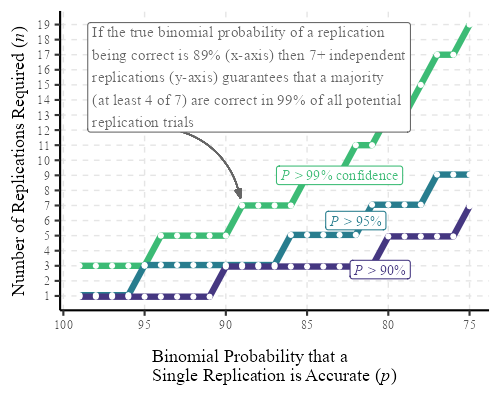 Number of Replications Required (n)
19
18
17
16
15
14
13
12
11
10
9
8
7
6
5
4
3
2
1
If the true binomial probability of a replication
being correct is 89% (x-axis) then 7+ independent
replications (y-axis) guarantees that a majority
(at least 4 of 7) are correct in 99% of all potential
replication trials
P > 99% confidence
P > 95%
P > 90%
100 95 90 85 80 75
Binomial Probability that a
Single Replication is Accurate (p)